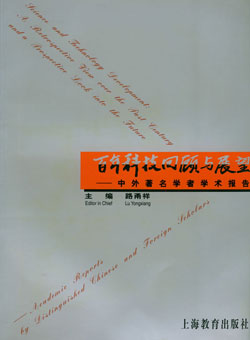 Science and Technology Development:
A Retrospective View over the Past Century
and a Prospective Look into the Future
百年科技回顾与展望
——中外著名学者学术报告
主 编 路甬祥
Editor in Chief Lu Yongxiang
——Academic Reports
by Distinguished Chinese and Foreign Scholars
上海教育出版社